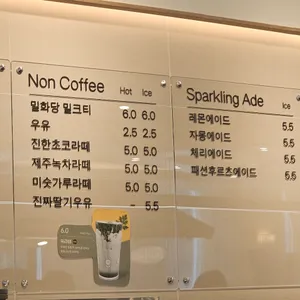 Non Coffee Hot Ice
밀화당 밀크티 6.0 6.0
우유 2.5 2.5
진한초코라떼 5.0 5.0
제주녹차라떼 5.0 5.0
미숫가루라떼 5.0 5.0
진짜딸기우유 - 5.5
Sparkling Ade Ice
레몬에이드 5.5
자몽에이드 5.5
체리에이드 5.5
패션후르츠에이드 5.5
6.0